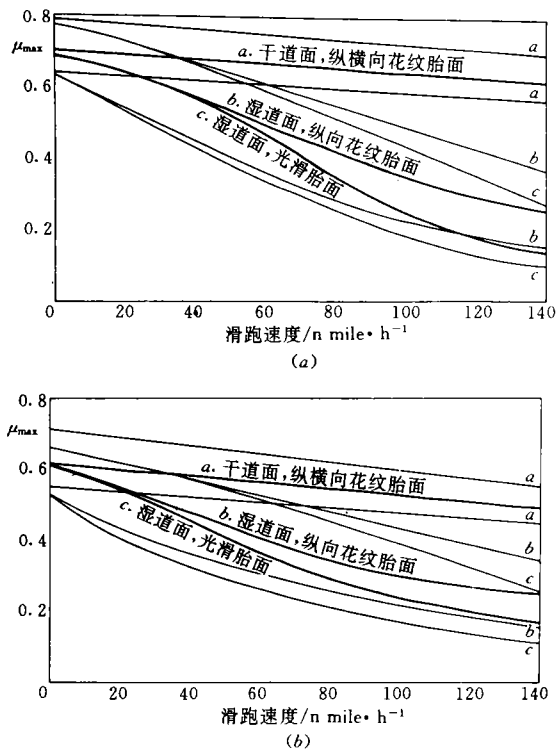 0.8
μmax
0.6
0.4
0.2
a. 干道面,纵横向花纹胎面
b. 湿道面,纵向花纹胎面
c. 湿道面,光滑胎面
a
a
b
c
b
c
0 20 40 60 80 100 120 140
滑跑速度/n mile·h⁻¹
(a)
0.8
μmax
0.6
0.4
0.2
a. 干道面,纵横向花纹胎面
b. 湿道面,纵向花纹胎面
c. 湿道面,光滑胎面
a
a
b
c
b
c
0 20 40 60 80 100 120 140
滑跑速度/n mile·h⁻¹
(b)